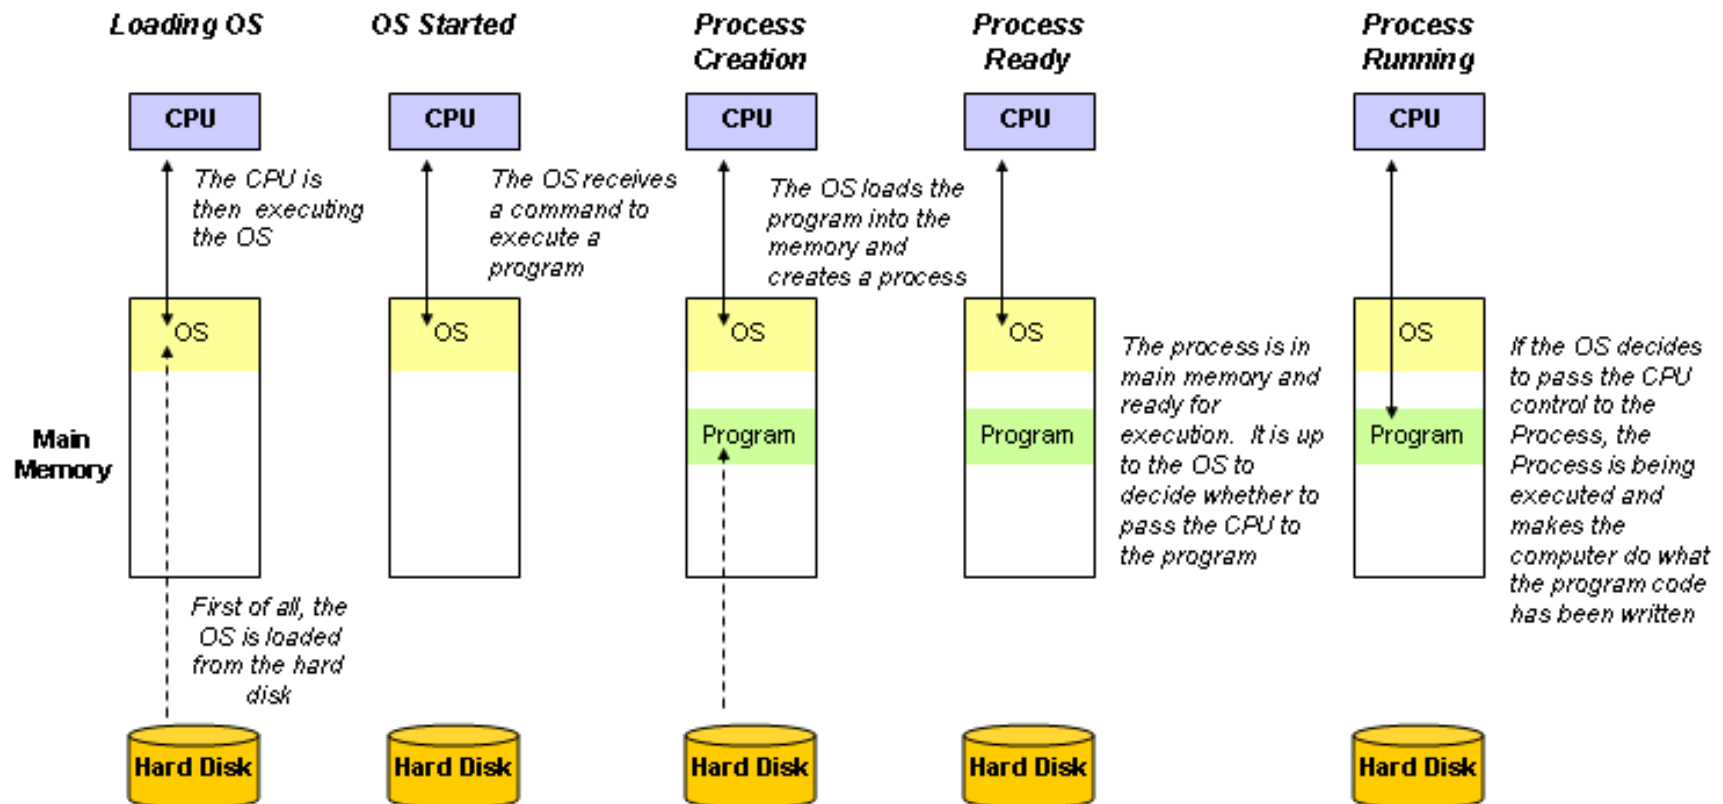 Loading OS
OS Started
Process
Creation
Process
Ready
Process
Running
CPU
CPU
CPU
CPU
CPU
The CPU is
then executing
the OS
The OS receives
a command to
execute a
program
The OS loads the
program into the
memory and
creates a process
OS
OS
OS
OS
OS
The process is in
main memory and
ready for
execution. It is up
to the OS to
decide whether to
pass the CPU to
the program
If the OS decides
to pass the CPU
control to the
Process, the
Process is being
executed and
makes the
computer do what
the program code
has been written
Main
Memory
Program
Program
Program
First of all, the
OS is loaded
from the hard
disk
Hard Disk
Hard Disk
Hard Disk
Hard Disk
Hard Disk